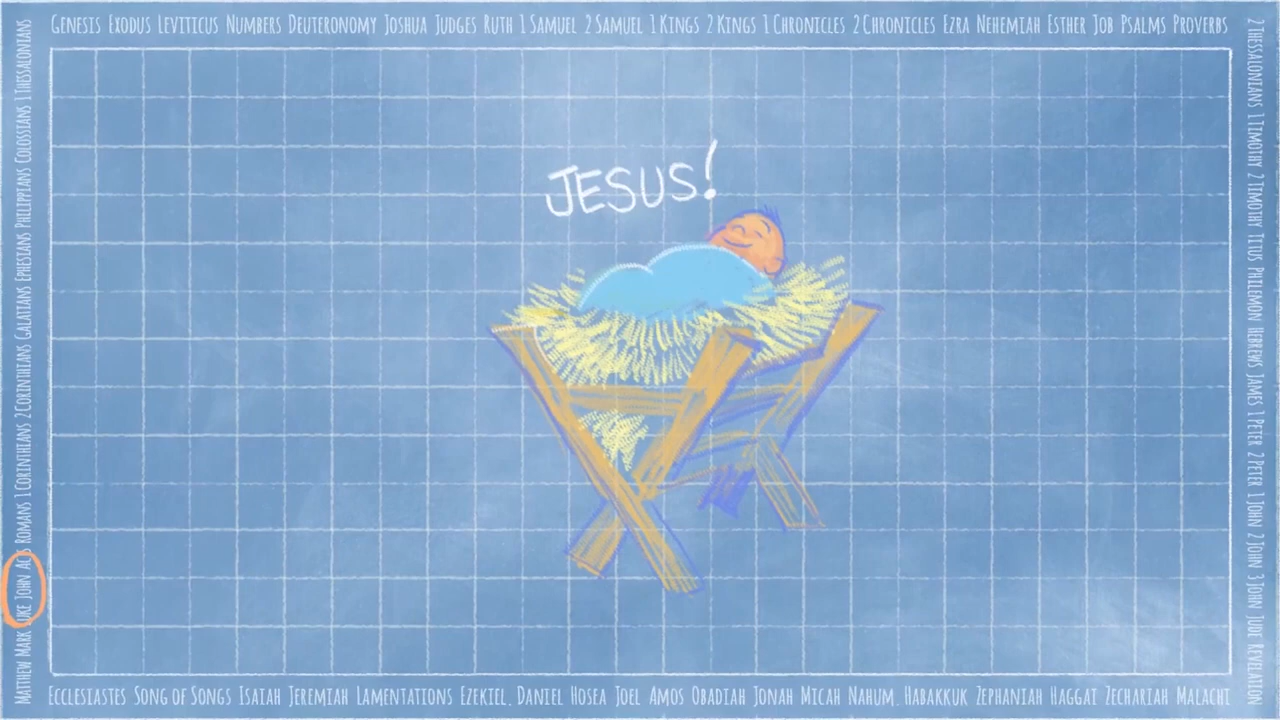 Genesis Exodus Leviticus Numbers Deuteronomy Joshua Judges Ruth 1 Samuel 2 Samuel 1 Kings 2 Kings 1 Chronicles 2 Chronicles Ezra Nehemiah Esther Job Psalms Proverbs
JESUS!
Ecclesiastes Song of Songs Isaiah Jeremiah Lamentations Ezekiel. Daniel Hosea Joel Amos Obadiah Jonah Micah Nahum. Habakkuk Zephaniah Haggai Zechariah Malachi
Matthew Mark Luke John Acts Romans 1 Corinthians 2 Corinthians Galatians Ephesians Philippians Colossians 1 Thessalonians
2 Thessalonians 1 Timothy 2 Timothy Titus Philemon Hebrews James 1 Peter 2 Peter 1 John 2 John 3 John Jude Revelation